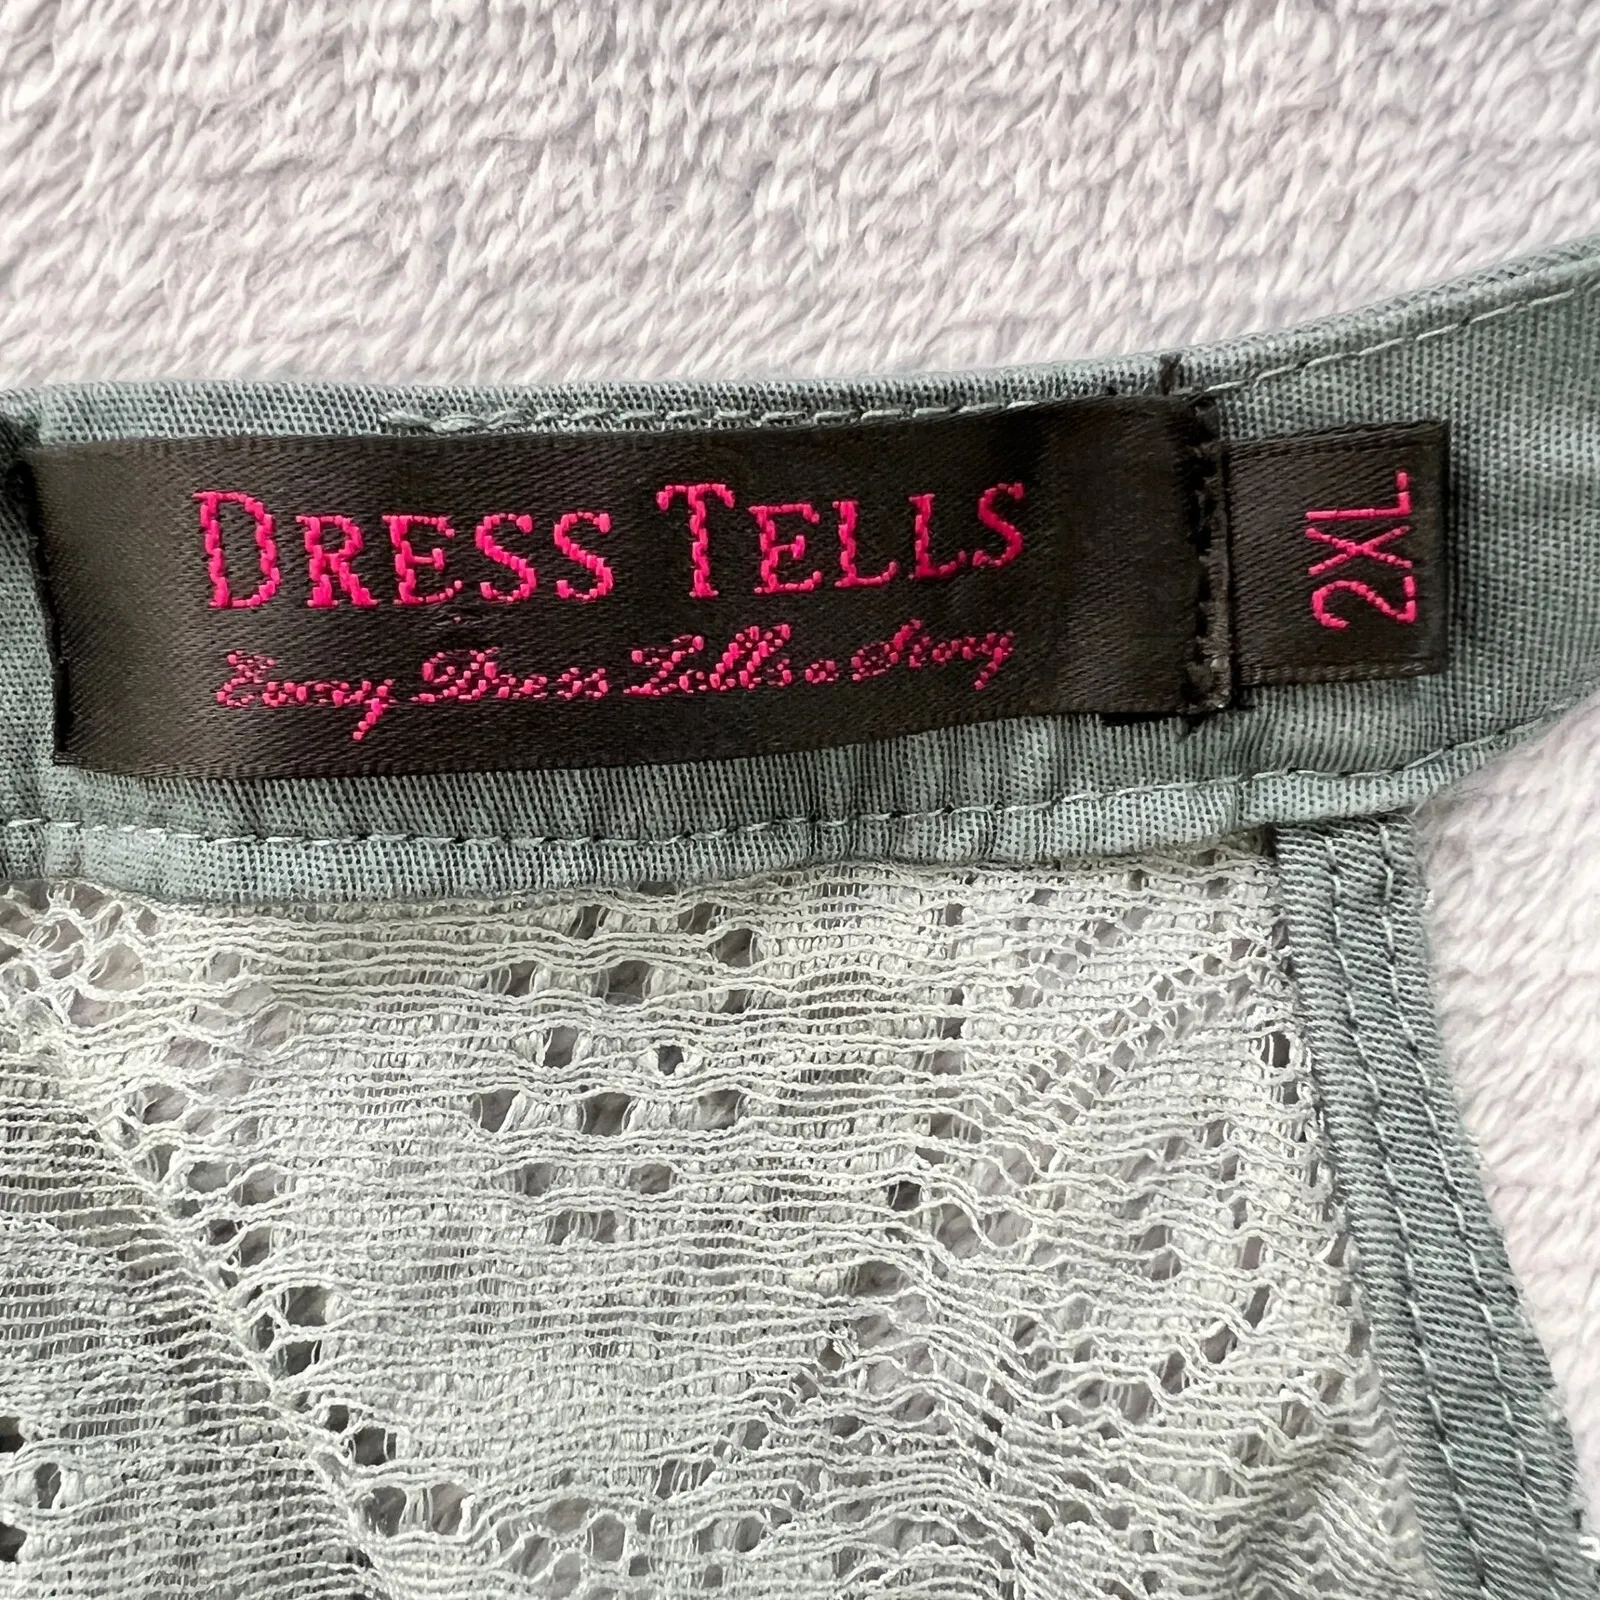 DRESS TELLS
Every Dress Tells a Story
2XL